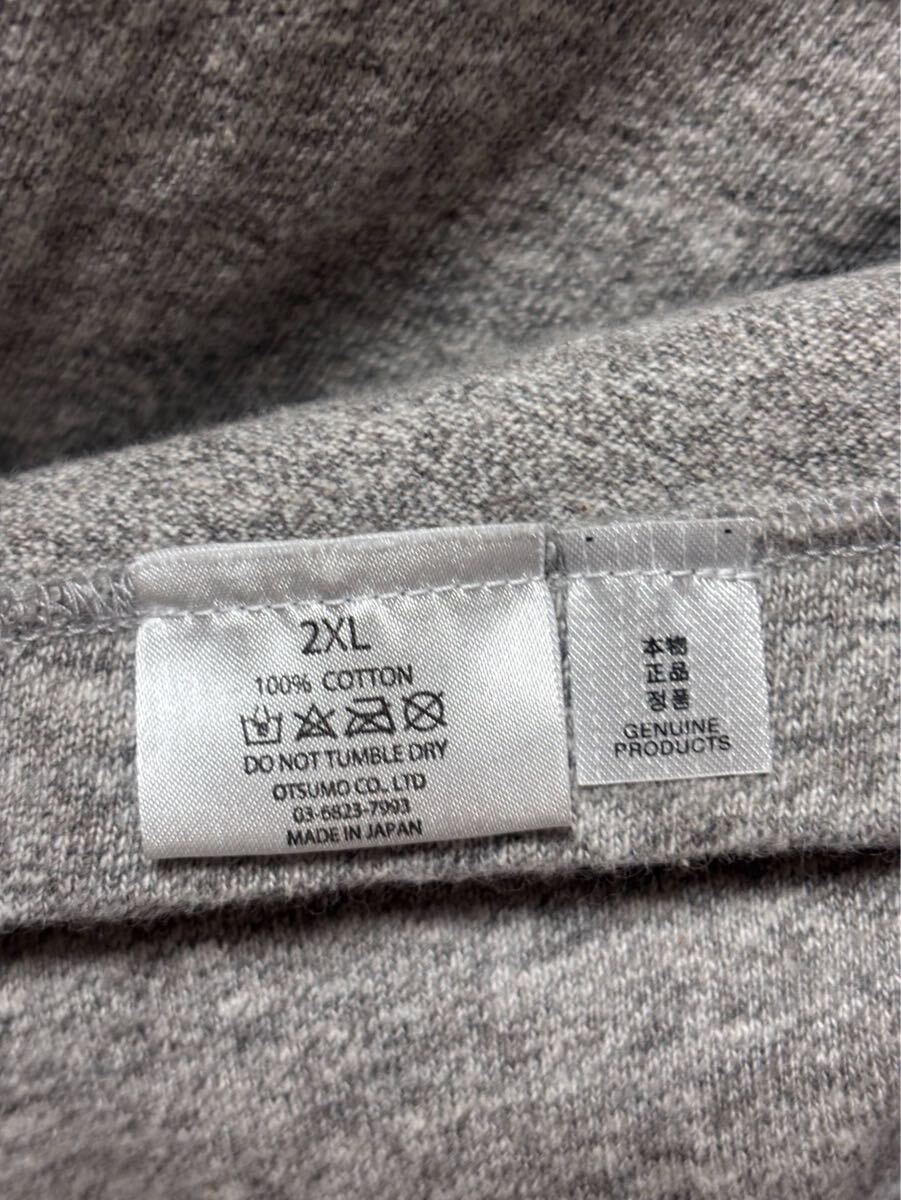 2XL
100% COTTON
DO NOT TUMBLE DRY
OTSUMO CO., LTD
03-6823-7993
MADE IN JAPAN
本物
正品
정품
GENUINE
PRODUCTS